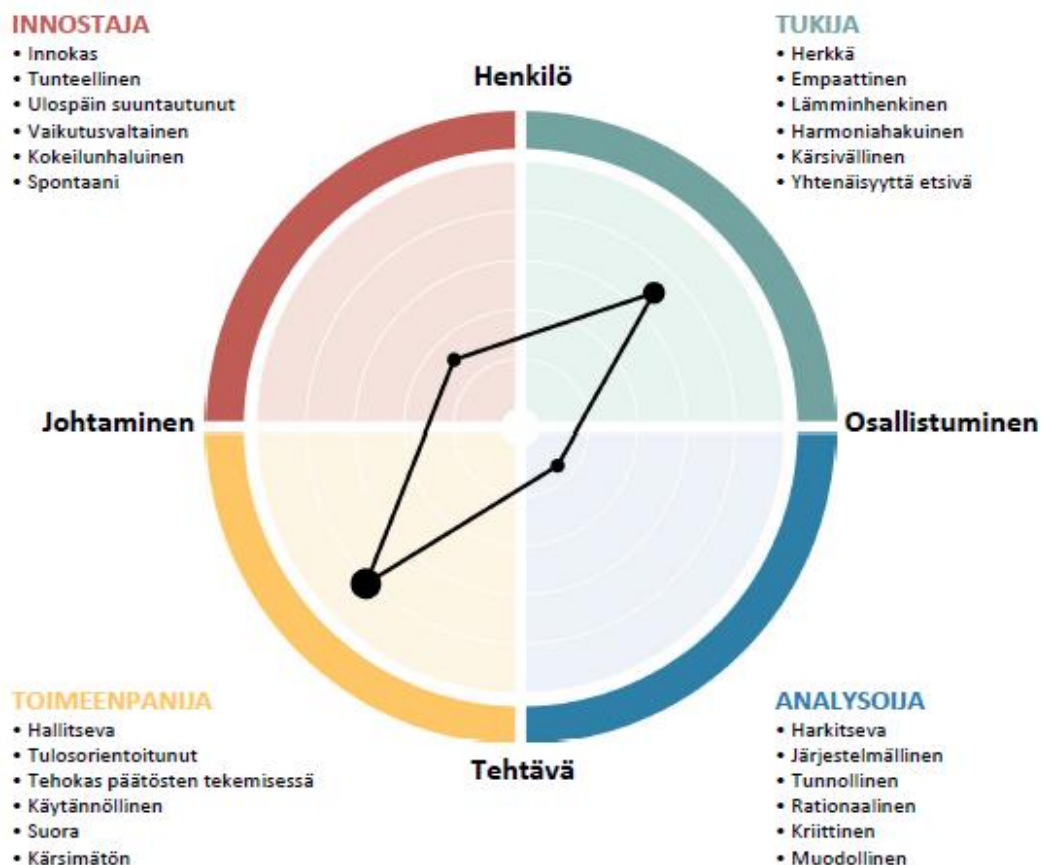 INNOSTAJA
• Innokas
• Tunteellinen
• Ulospäin suuntautunut
• Vaikutusvaltainen
• Kokeilunhaluinen
• Spontaani
Henkilö
TUKIJA
• Herkkä
• Empaattinen
• Lämminhenkinen
• Harmoniahakuinen
• Kärsivällinen
• Yhtenäisyyttä etsivä
Johtaminen
Osallistuminen
TOIMEENPANIJA
• Hallitseva
• Tulosorientoitunut
• Tehokas päätösten tekemisessä
• Käytännöllinen
• Suora
• Kärsimätön
Tehtävä
ANALYSOIJA
• Harkitseva
• Järjestelmällinen
• Tunnollinen
• Rationaalinen
• Kriittinen
• Muodollinen